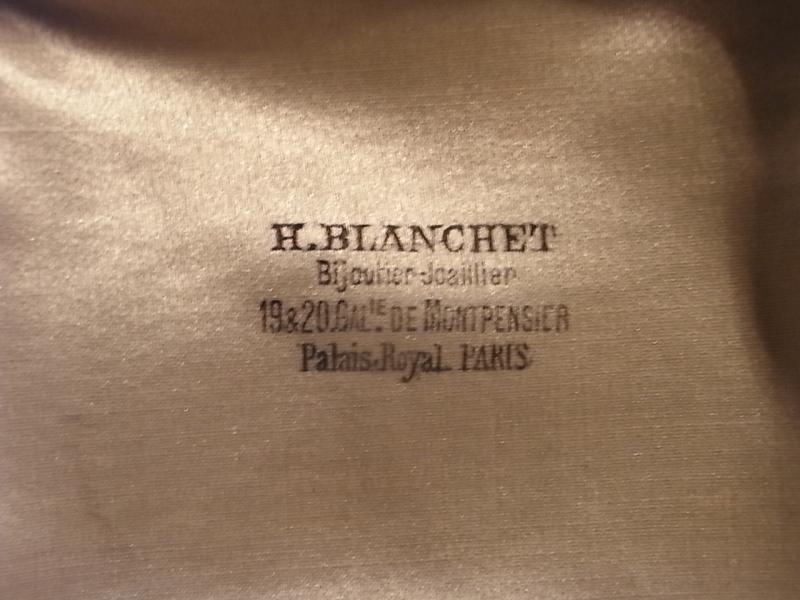 H. BLANCHET
Bijoutier-Joaillier
19 & 20. GALIE DE MONTPENSIER
Palais-Royal. PARIS